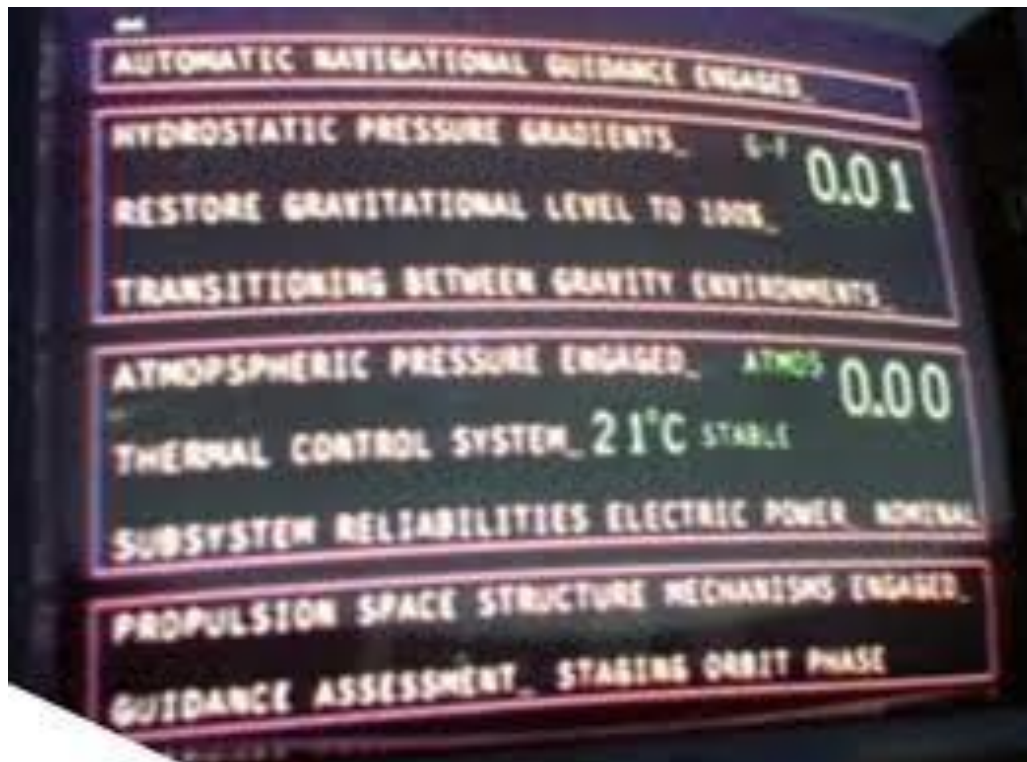 AUTOMATIC NAVIGATIONAL GUIDANCE ENGAGED_
HYDROSTATIC PRESSURE GRADIENTS_ G-F 0.01
RESTORE GRAVITATIONAL LEVEL TO 100%_
TRANSITIONING BETWEEN GRAVITY ENVIRONMENTS_
ATMOPSPHERIC PRESSURE ENGAGED_ ATMOS 0.00
THERMAL CONTROL SYSTEM_ 21°C STABLE
SUBSYSTEM RELIABILITIES ELECTRIC POWER_ NOMINAL
PROPULSION SPACE STRUCTURE MECHANISMS ENGAGED_
GUIDANCE ASSESSMENT_ STAGING ORBIT PHASE